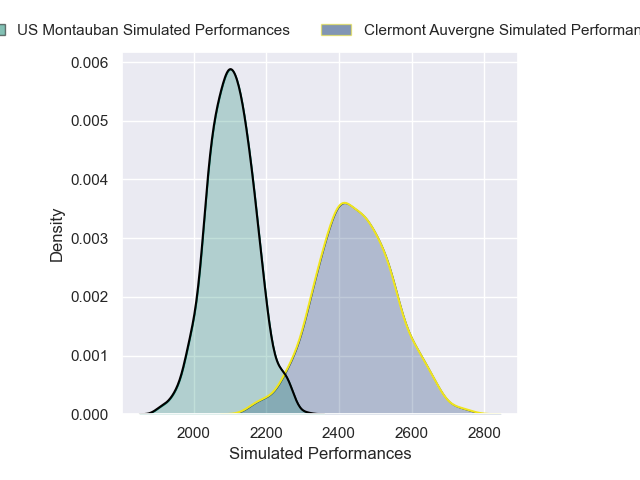 US Montauban Simulated Performances
Clermont Auvergne Simulated Performan
0.006
0.005
0.004
0.003
0.002
0.001
0.000
Density
2000 2200 2400 2600 2800
Simulated Performances